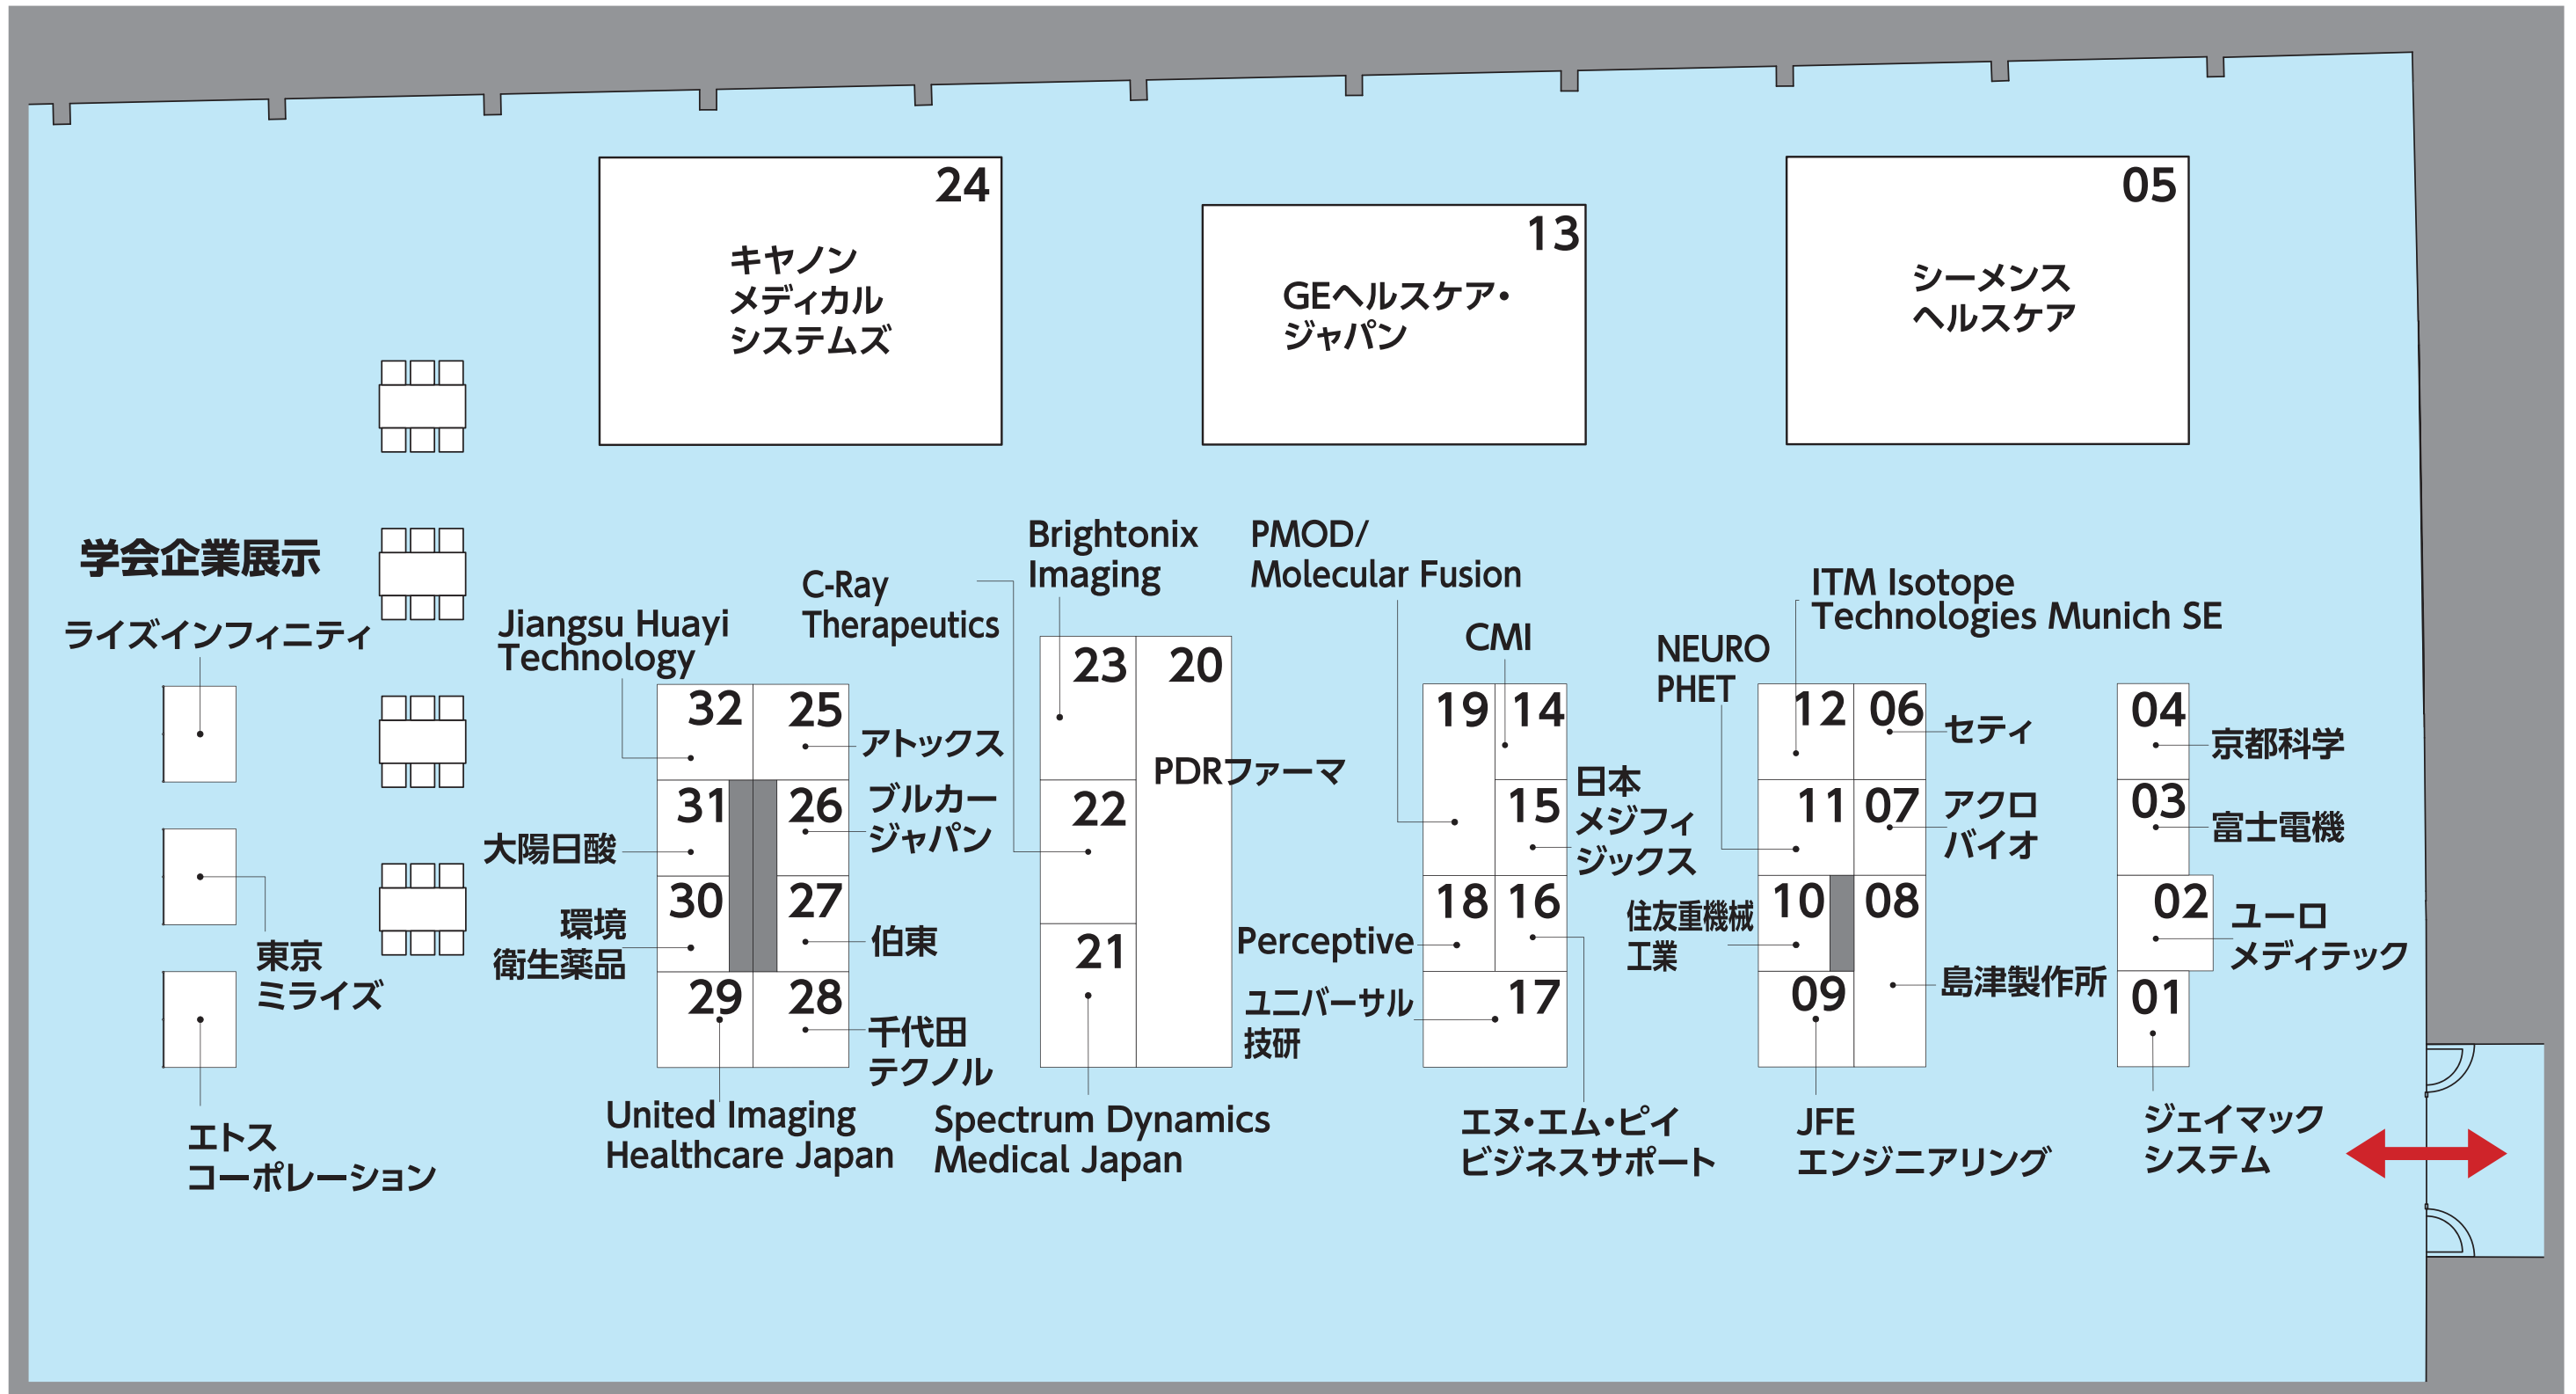 24
キヤノン
メディカル
システムズ
13
GEヘルスケア・
ジャパン
05
シーメンス
ヘルスケア
学会企業展示
ライズインフィニティ
東京
ミライズ
エトス
コーポレーション
Jiangsu Huayi
Technology
32
25
アトックス
31
26
ブルカー
ジャパン
大陽日酸
30
27
伯東
環境
衛生薬品
29
28
千代田
テクノル
United Imaging
Healthcare Japan
C-Ray
Therapeutics
Brightonix
Imaging
23
20
PDRファーマ
22
21
Spectrum Dynamics
Medical Japan
PMOD/
Molecular Fusion
CMI
19
14
15
日本
メジフィ
ジックス
18
16
Perceptive
17
ユニバーサル
技研
エヌ・エム・ピイ
ビジネスサポート
ITM Isotope
Technologies Munich SE
NEURO
PHET
12
06
セティ
11
07
アクロ
バイオ
10
08
住友重機械
工業
島津製作所
09
JFE
エンジニアリング
04
京都科学
03
富士電機
02
ユーロ
メディテック
01
ジェイマック
システム